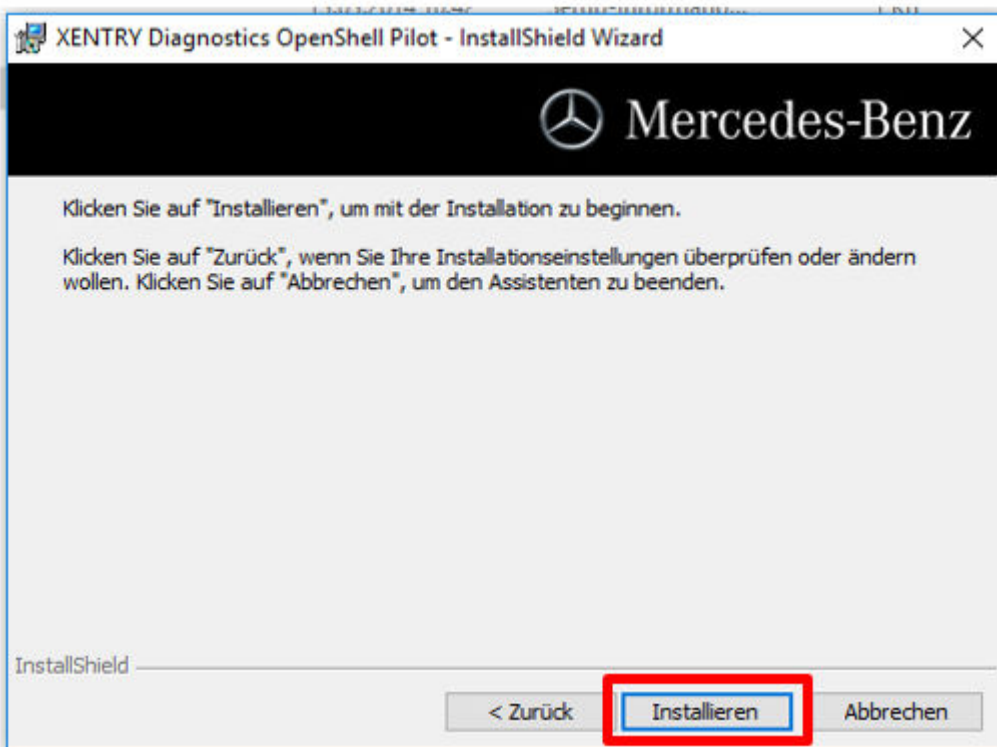 XENTRY Diagnostics OpenShell Pilot - InstallShield Wizard
Mercedes-Benz
Klicken Sie auf "Installieren", um mit der Installation zu beginnen.
Klicken Sie auf "Zurück", wenn Sie Ihre Installationseinstellungen überprüfen oder ändern
wollen. Klicken Sie auf "Abbrechen", um den Assistenten zu beenden.
InstallShield
< Zurück
Installieren
Abbrechen